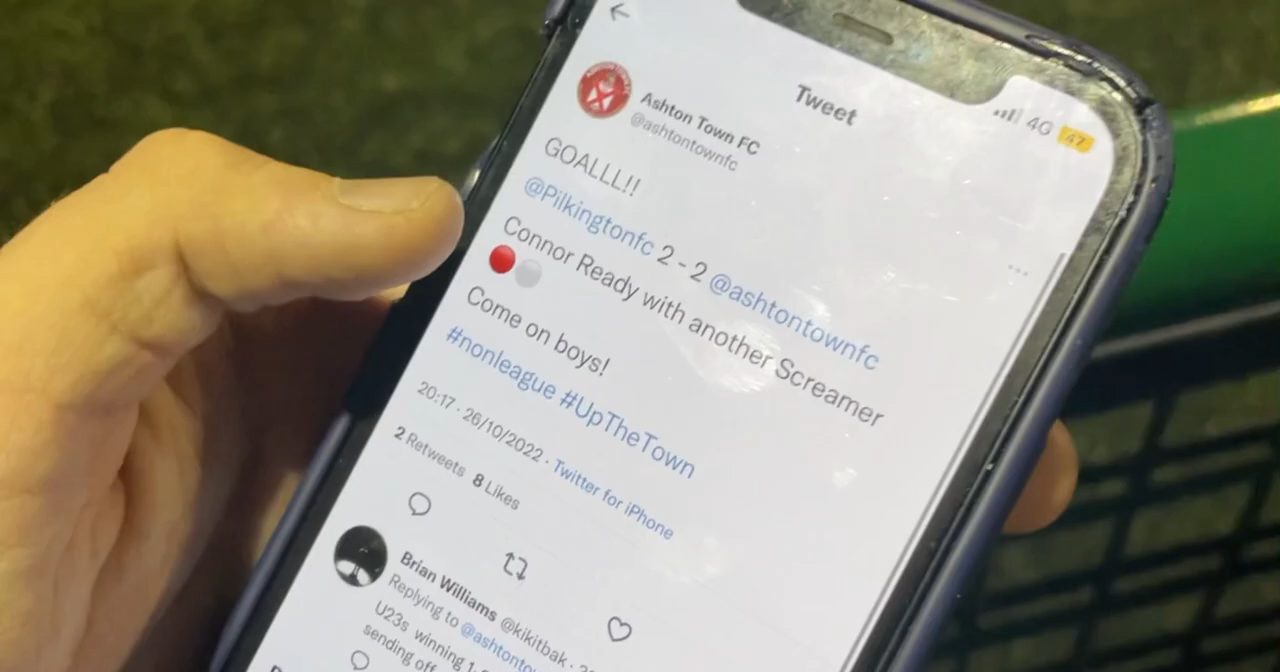 Tweet
4G 47
Ashton Town FC
@ashtontownfc
GOALLL!!
@Pilkingtonfc 2 - 2 @ashtontownfc
Connor Ready with another Screamer
Come on boys!
#nonleague #UpTheTown
20:17 · 26/10/2022 · Twitter for iPhone
2 Retweets 8 Likes
Brian Williams @kikitbak ·
Replying to @ashtonto
U23s winning
sending off